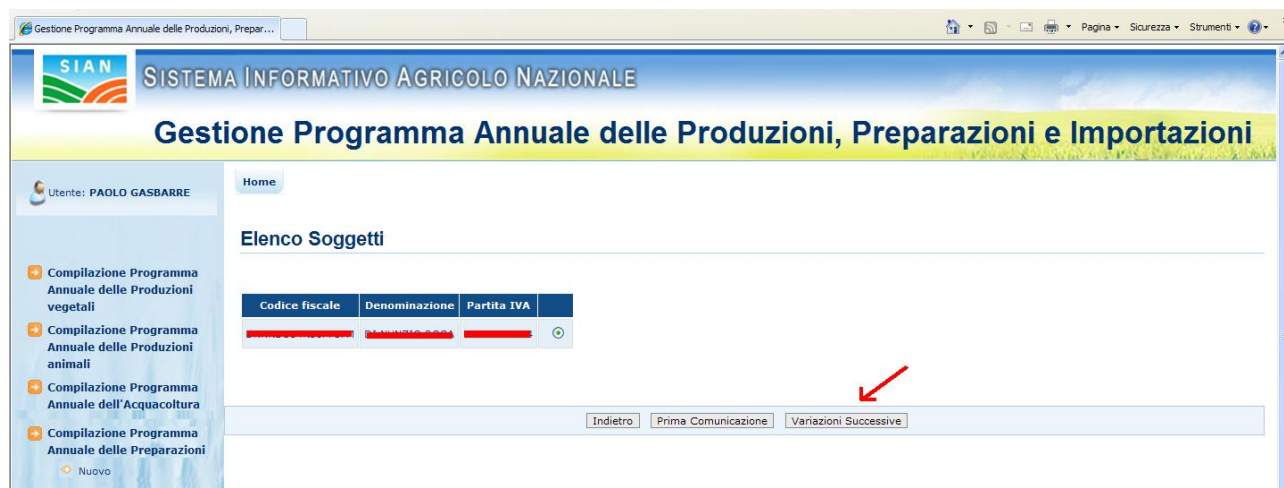 Gestione Programma Annuale delle Produzioni, Prepar...
Pagina Sicurezza Strumenti
SIAN
SISTEMA INFORMATIVO AGRICOLO NAZIONALE
Gestione Programma Annuale delle Produzioni, Preparazioni e Importazioni
Utente: PAOLO GASBARRE
Home
Elenco Soggetti
Compilazione Programma
Annuale delle Produzioni
vegetali
Compilazione Programma
Annuale delle Produzioni
animali
Compilazione Programma
Annuale dell'Acquacoltura
Compilazione Programma
Annuale delle Preparazioni
Nuovo
Codice fiscale Denominazione Partita IVA
Indietro Prima Comunicazione Variazioni Successive